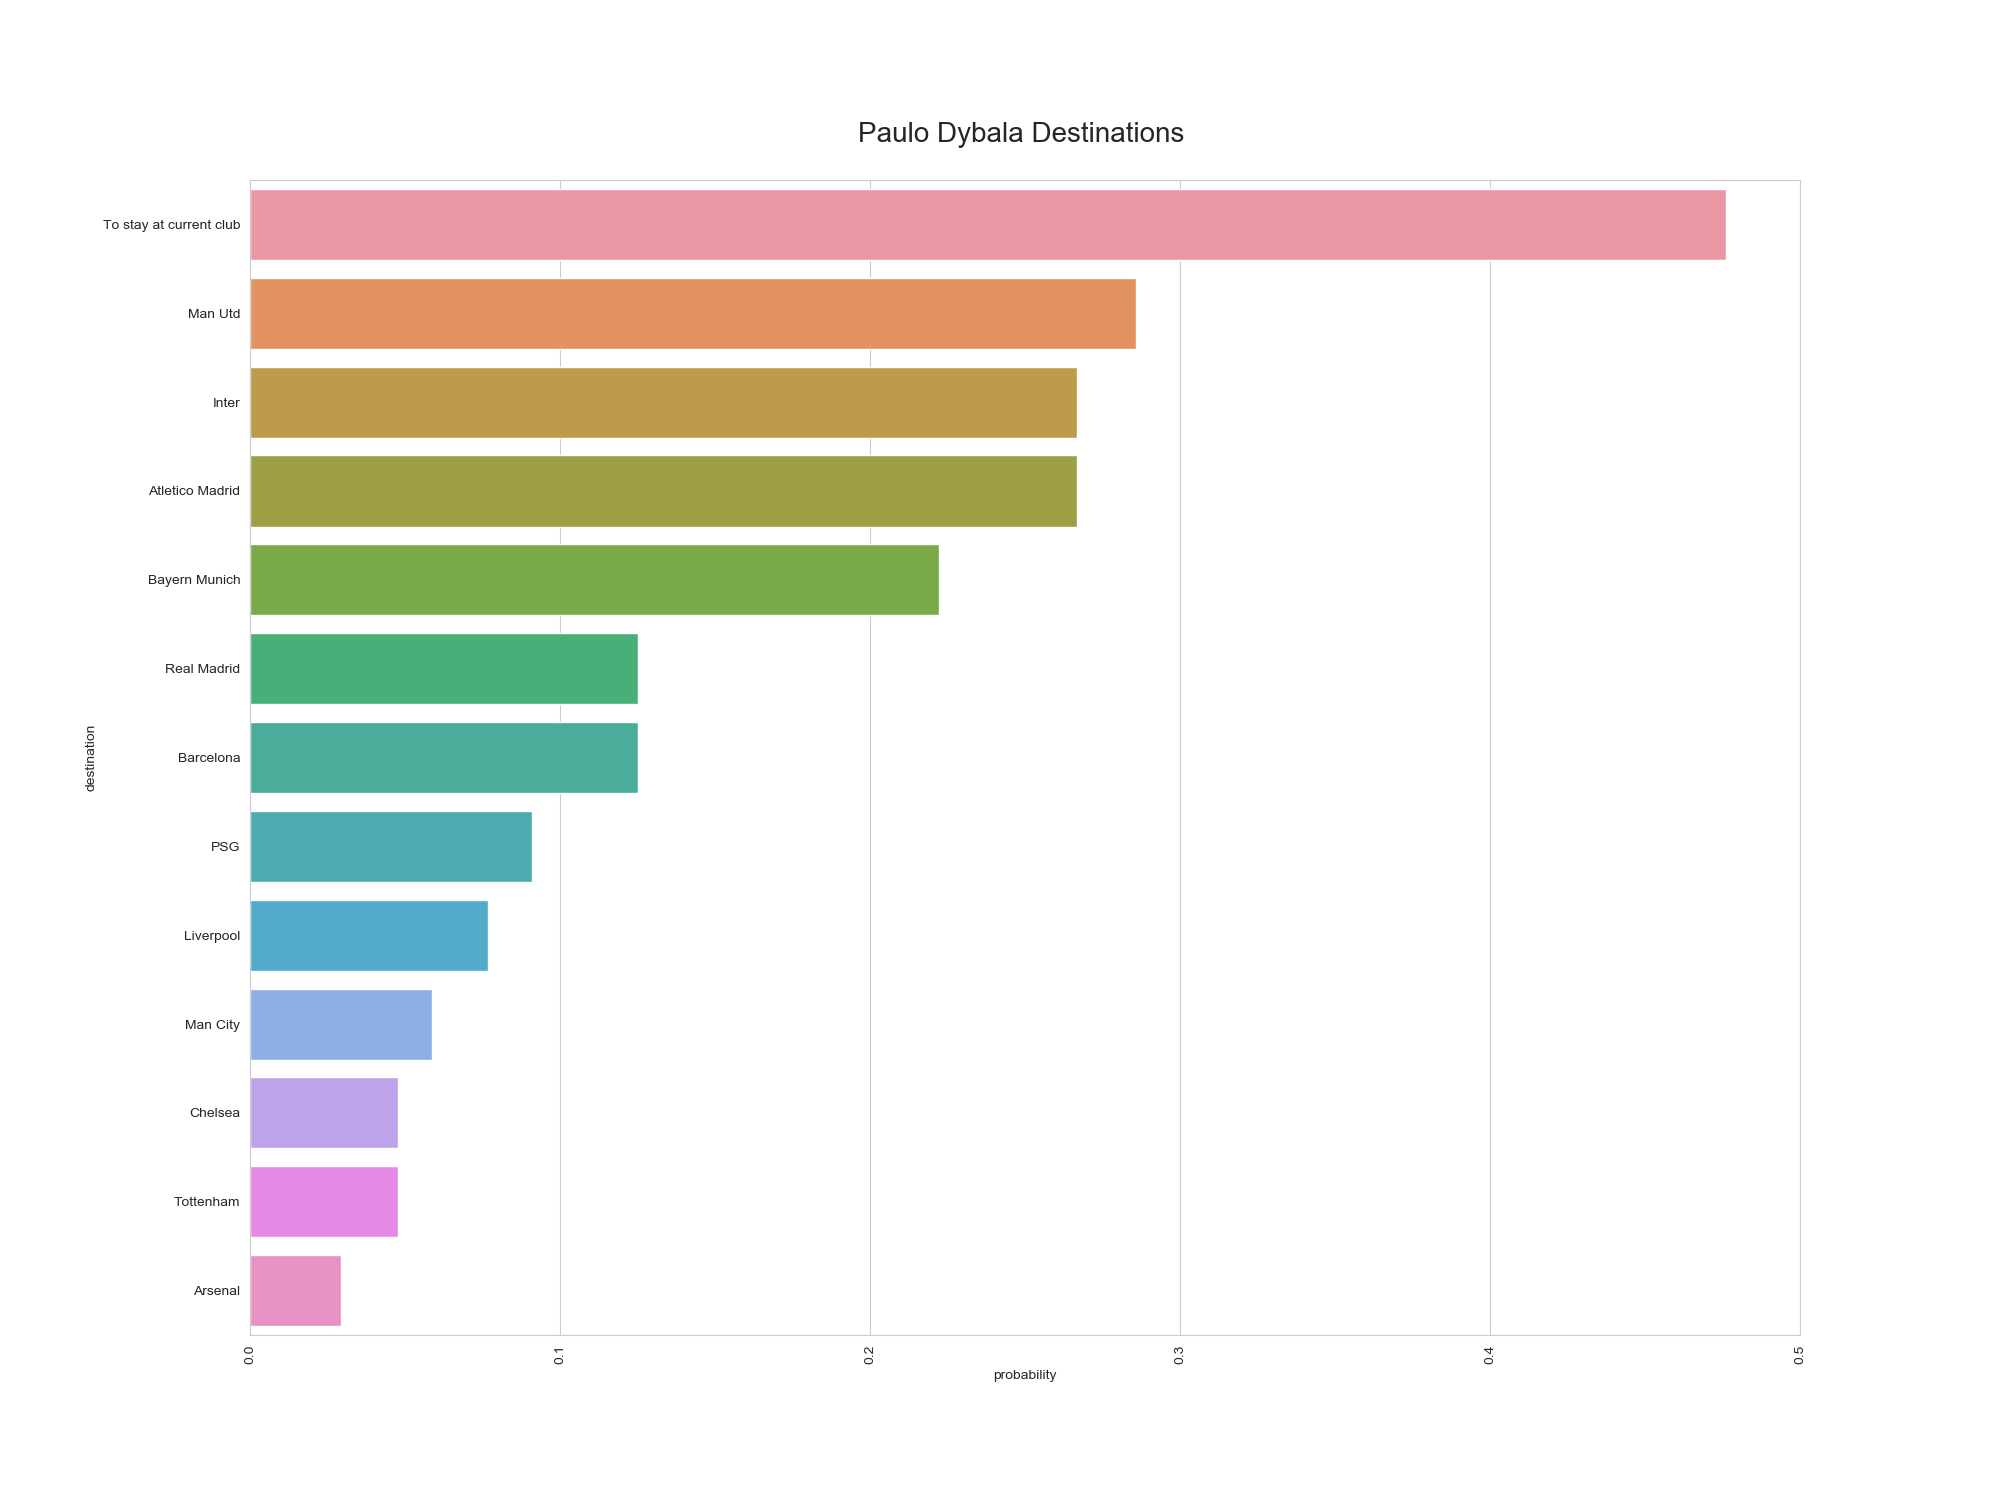 Paulo Dybala Destinations
To stay at current club
Man Utd
Inter
Atletico Madrid
Bayern Munich
Real Madrid
Barcelona
PSG
Liverpool
Man City
Chelsea
Tottenham
Arsenal
destination
0.0 0.1 0.2 0.3 0.4 0.5
probability